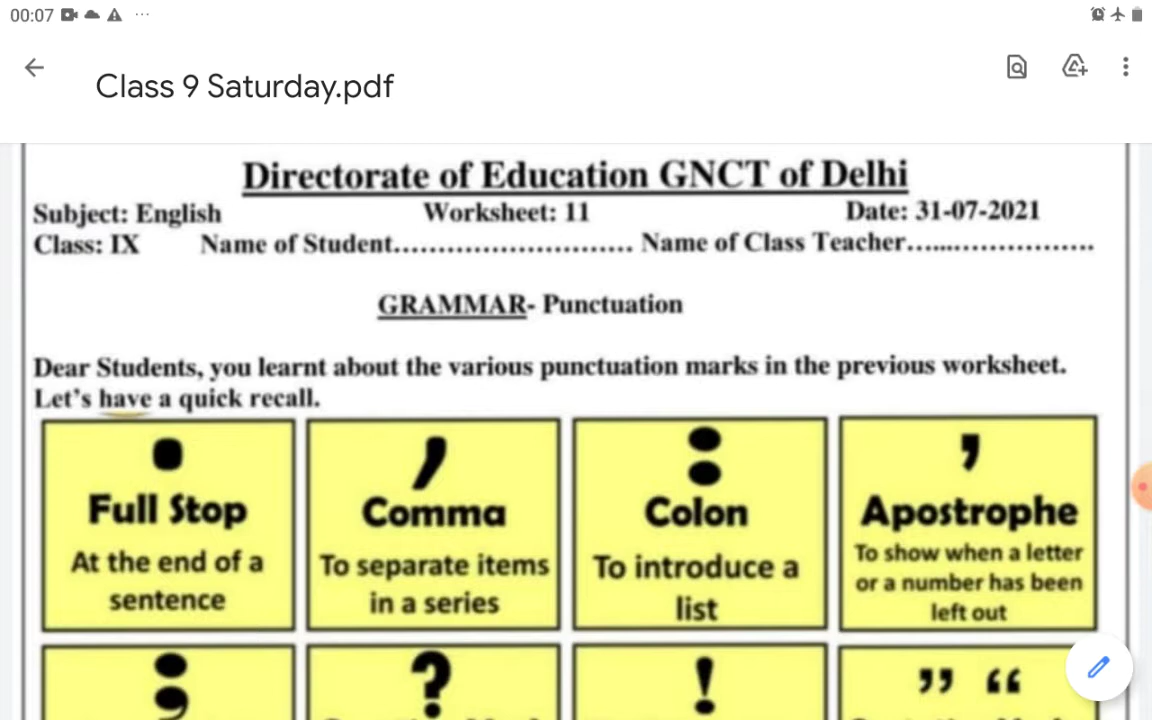 00:07
Class 9 Saturday.pdf
Directorate of Education GNCT of Delhi
Subject: English Worksheet: 11 Date: 31-07-2021
Class: IX Name of Student........................... Name of Class Teacher.....................
GRAMMAR- Punctuation
Dear Students, you learnt about the various punctuation marks in the previous worksheet.
Let's have a quick recall.
. , : ’
Full Stop Comma Colon Apostrophe
At the end of a sentence
To separate items in a series
To introduce a list
To show when a letter or a number has been left out
; ? ! ” “